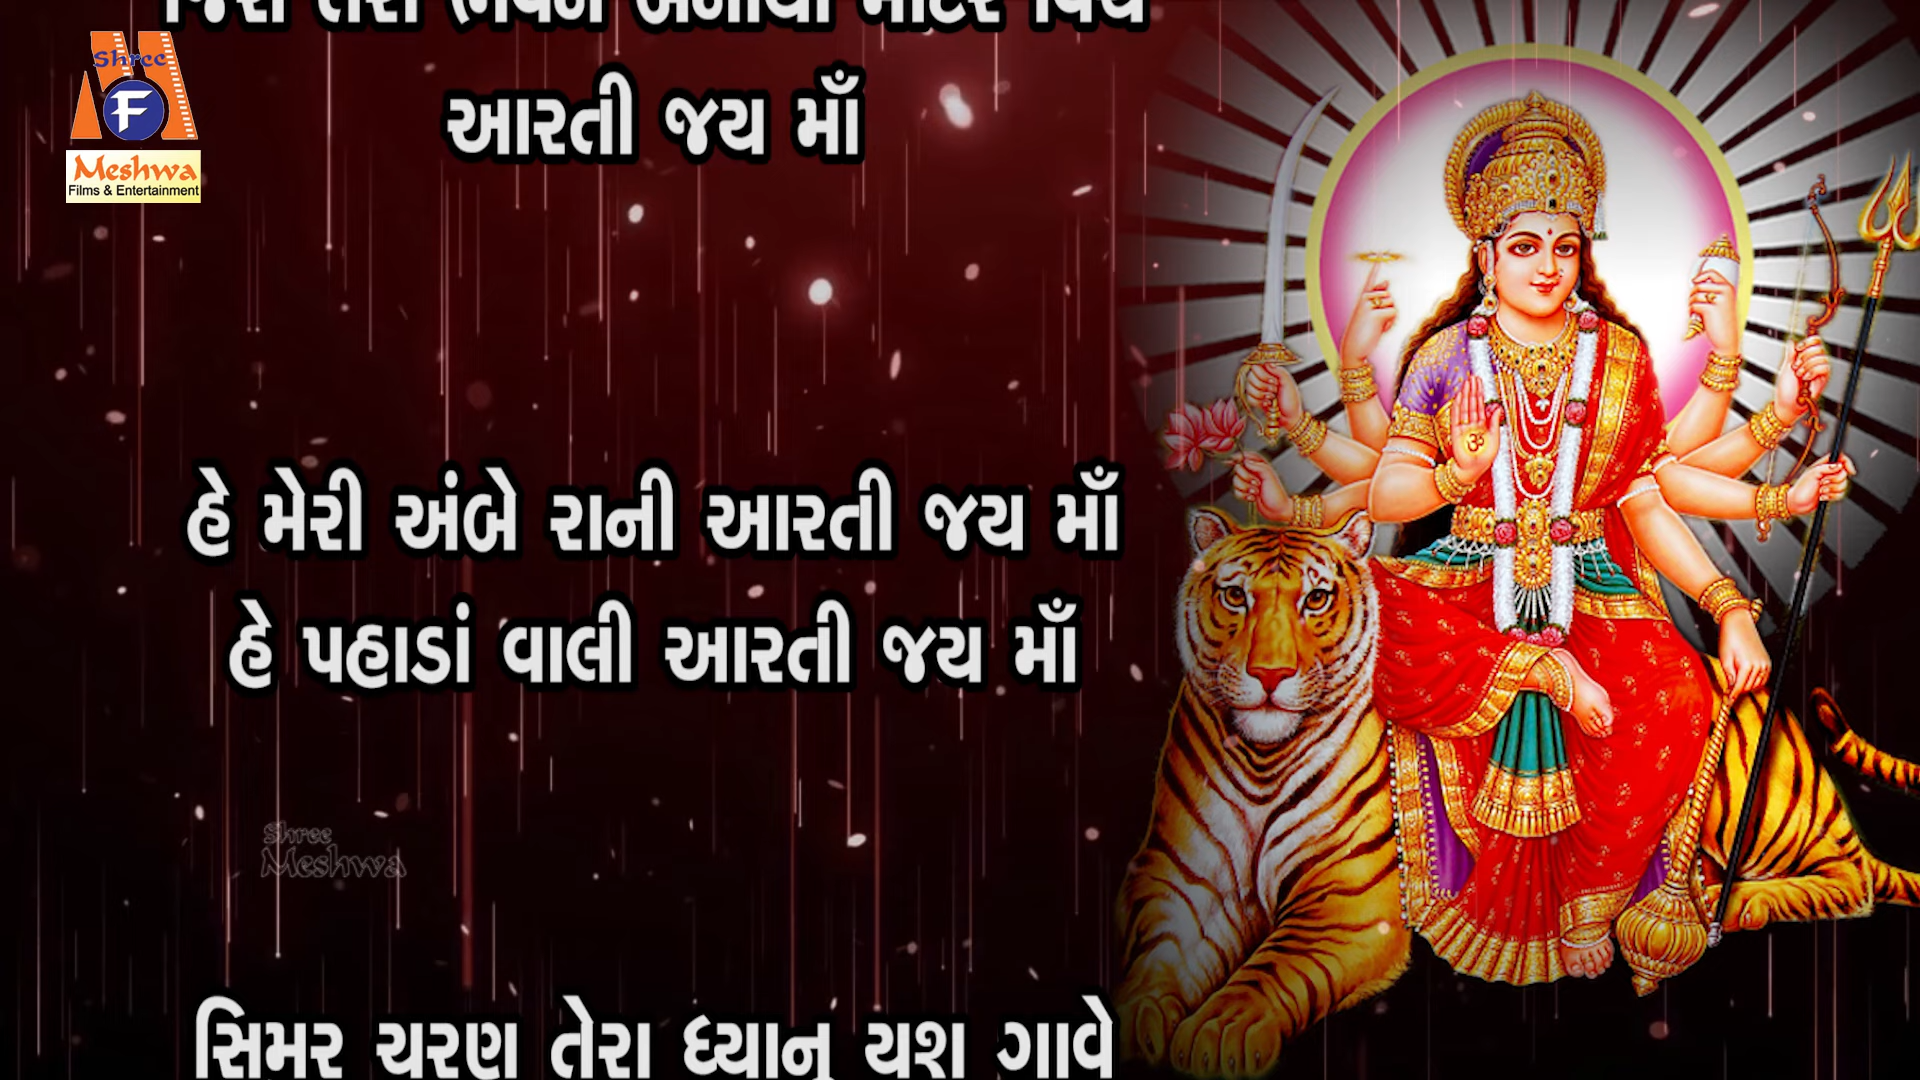 આરતી જય માઁ
Shree
F
Meshwa
Films & Entertainment
હે મેરી અંબે રાની આરતી જય માઁ
હે પહાડાં વાલી આરતી જય માઁ
Shree
Meshwa
સિમર ચરણ તેરા ધ્યાનુ યશ ગાવે